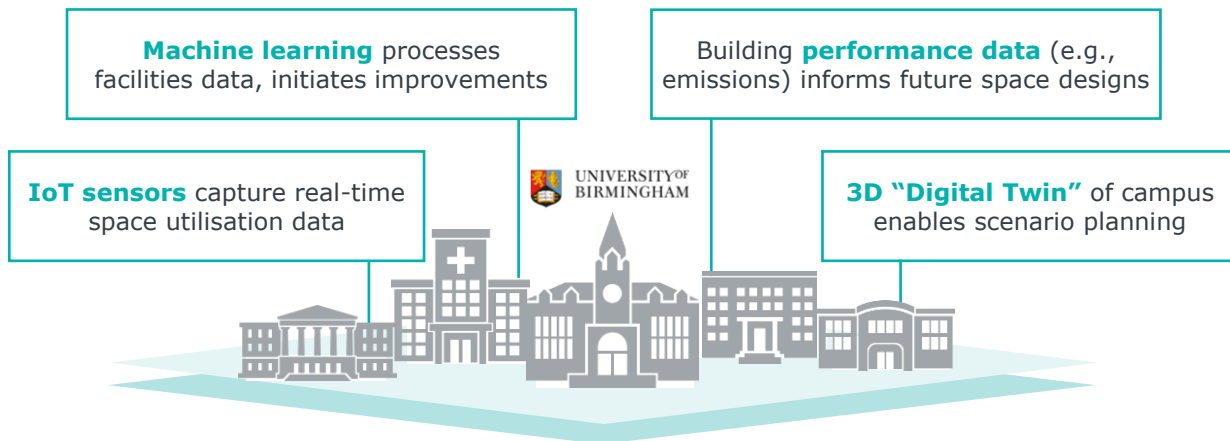 Machine learning processes
facilities data, initiates improvements
Building performance data (e.g.,
emissions) informs future space designs
IoT sensors capture real-time
space utilisation data
UNIVERSITY OF
BIRMINGHAM
3D “Digital Twin” of campus
enables scenario planning